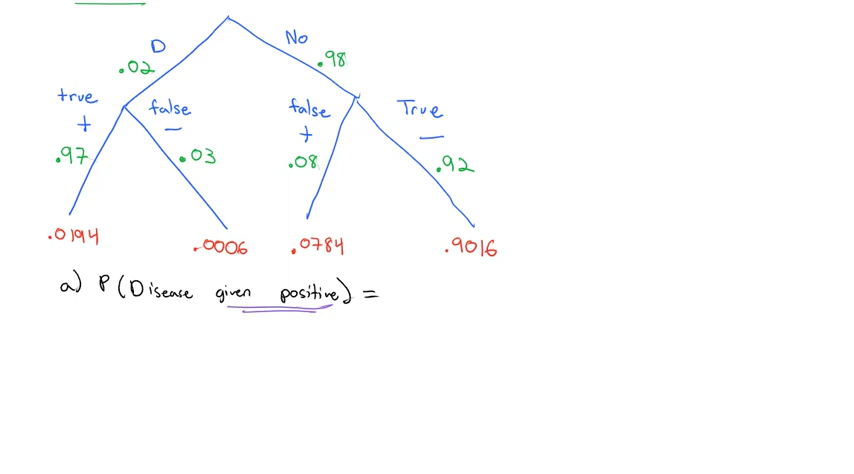 D
No
.02
.98
true
false
false
True
+
−
+
−
.97
.03
.08
.92
.0194
.0006
.0784
.9016
a) P(Disease given positive) =